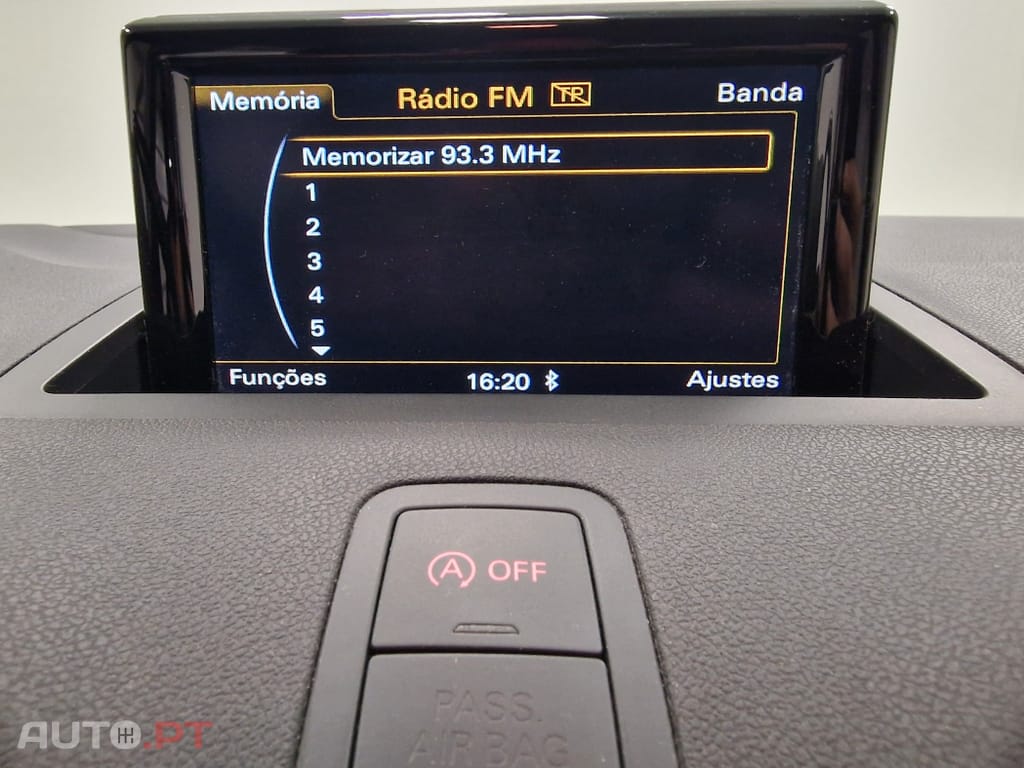 Memória Rádio FM TP Banda
Memorizar 93.3 MHz
1
2
3
4
5
Funções 16:20 Ajustes
A OFF
PASS.
AIR BAG
AUTO.PT